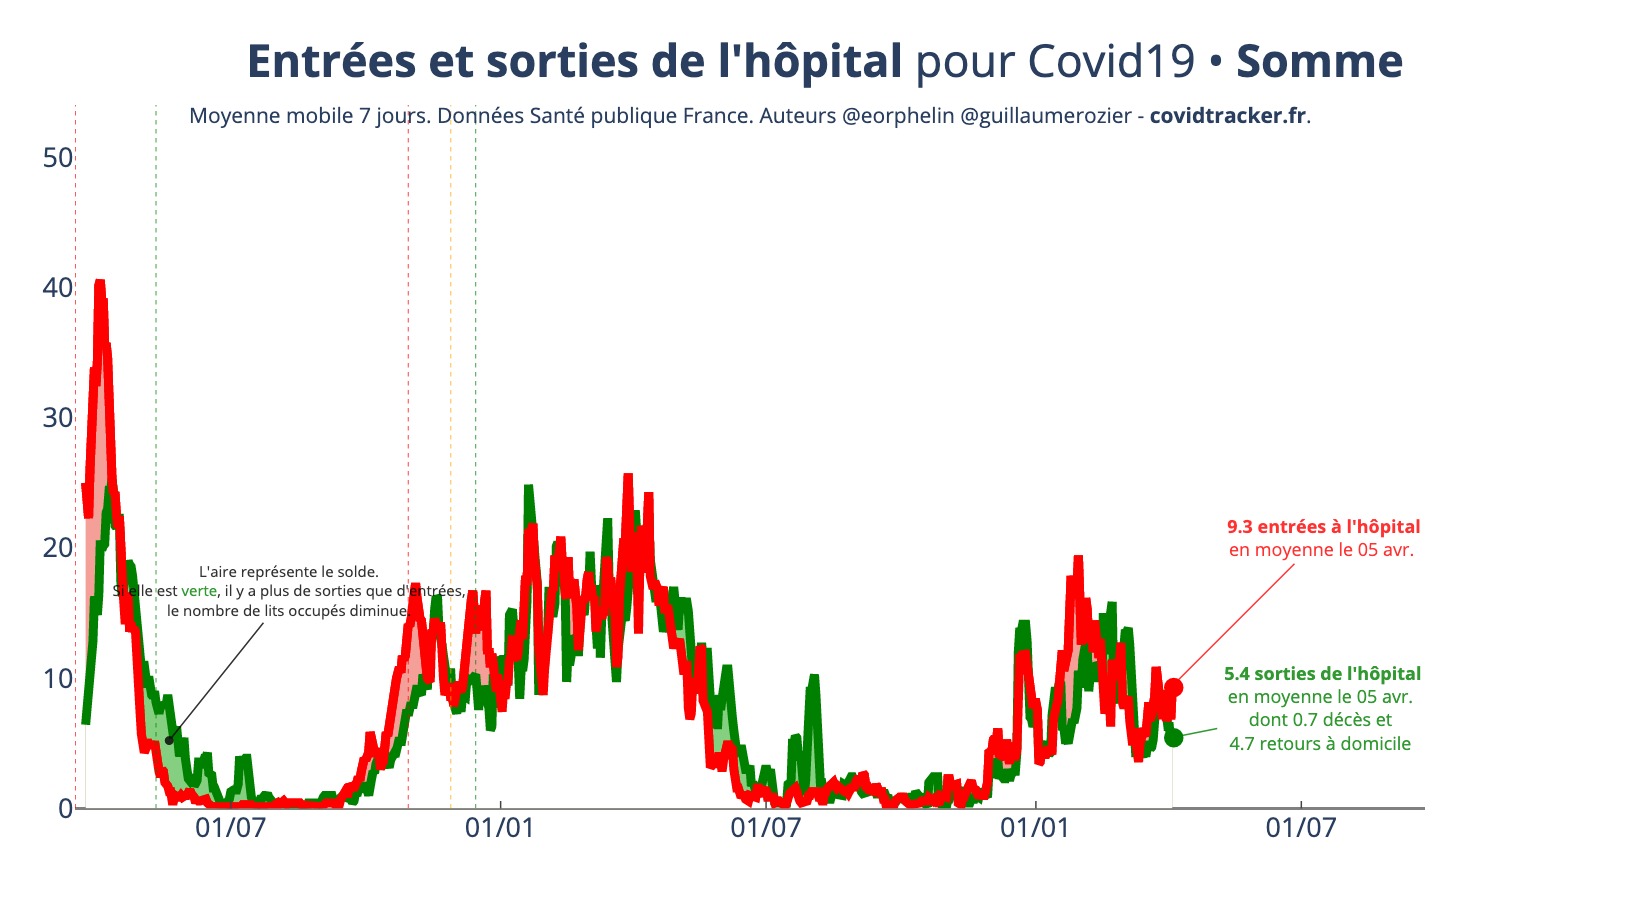 Entrées et sorties de l'hôpital pour Covid19 • Somme
Moyenne mobile 7 jours. Données Santé publique France. Auteurs @eorphelin @guillaumerozier - covidtracker.fr.
50
40
30
20
10
0
L'aire représente le solde.
Si elle est verte, il y a plus de sorties que d'entrées,
le nombre de lits occupés diminue.
9.3 entrées à l'hôpital
en moyenne le 05 avr.
5.4 sorties de l'hôpital
en moyenne le 05 avr.
dont 0.7 décès et
4.7 retours à domicile
01/07
01/01
01/07
01/01
01/07